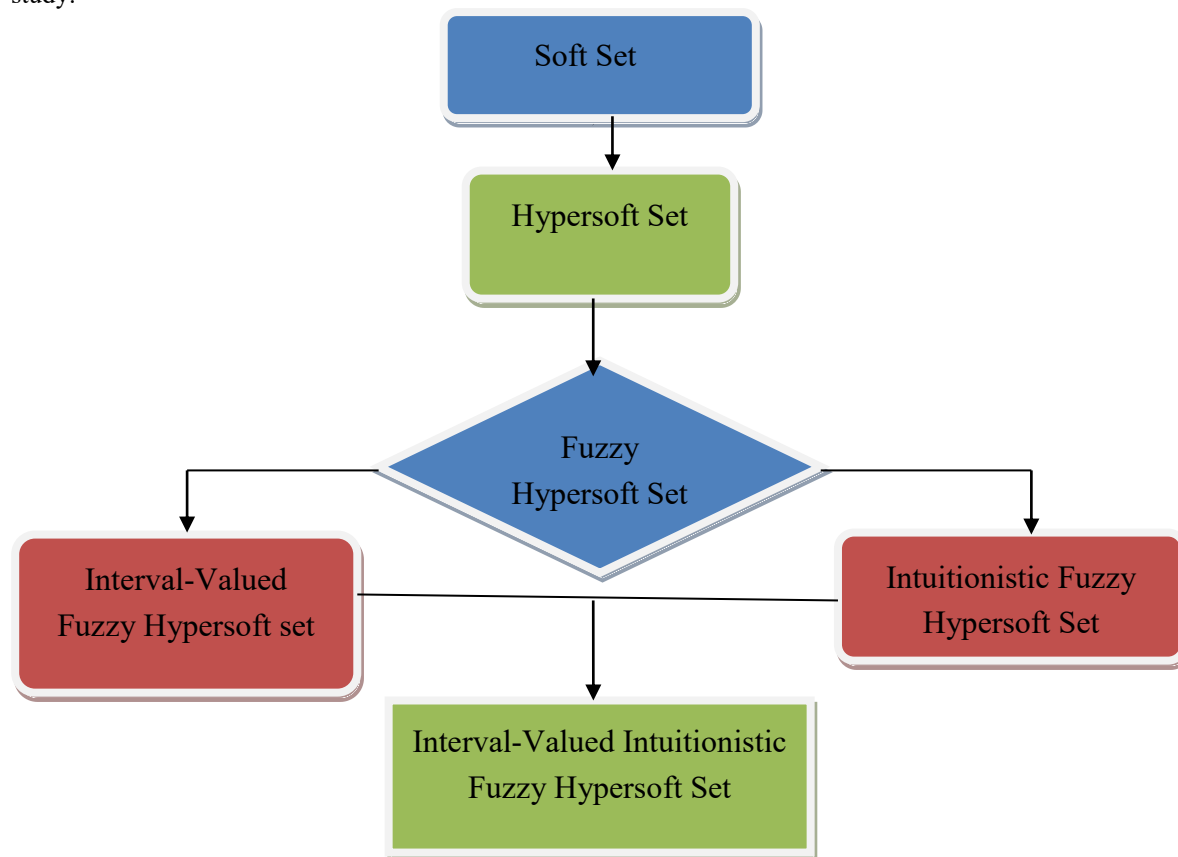 study.
Soft Set
Hypersoft Set
Fuzzy
Hypersoft Set
Interval-Valued
Fuzzy Hypersoft set
Intuitionistic Fuzzy
Hypersoft Set
Interval-Valued Intuitionistic
Fuzzy Hypersoft Set